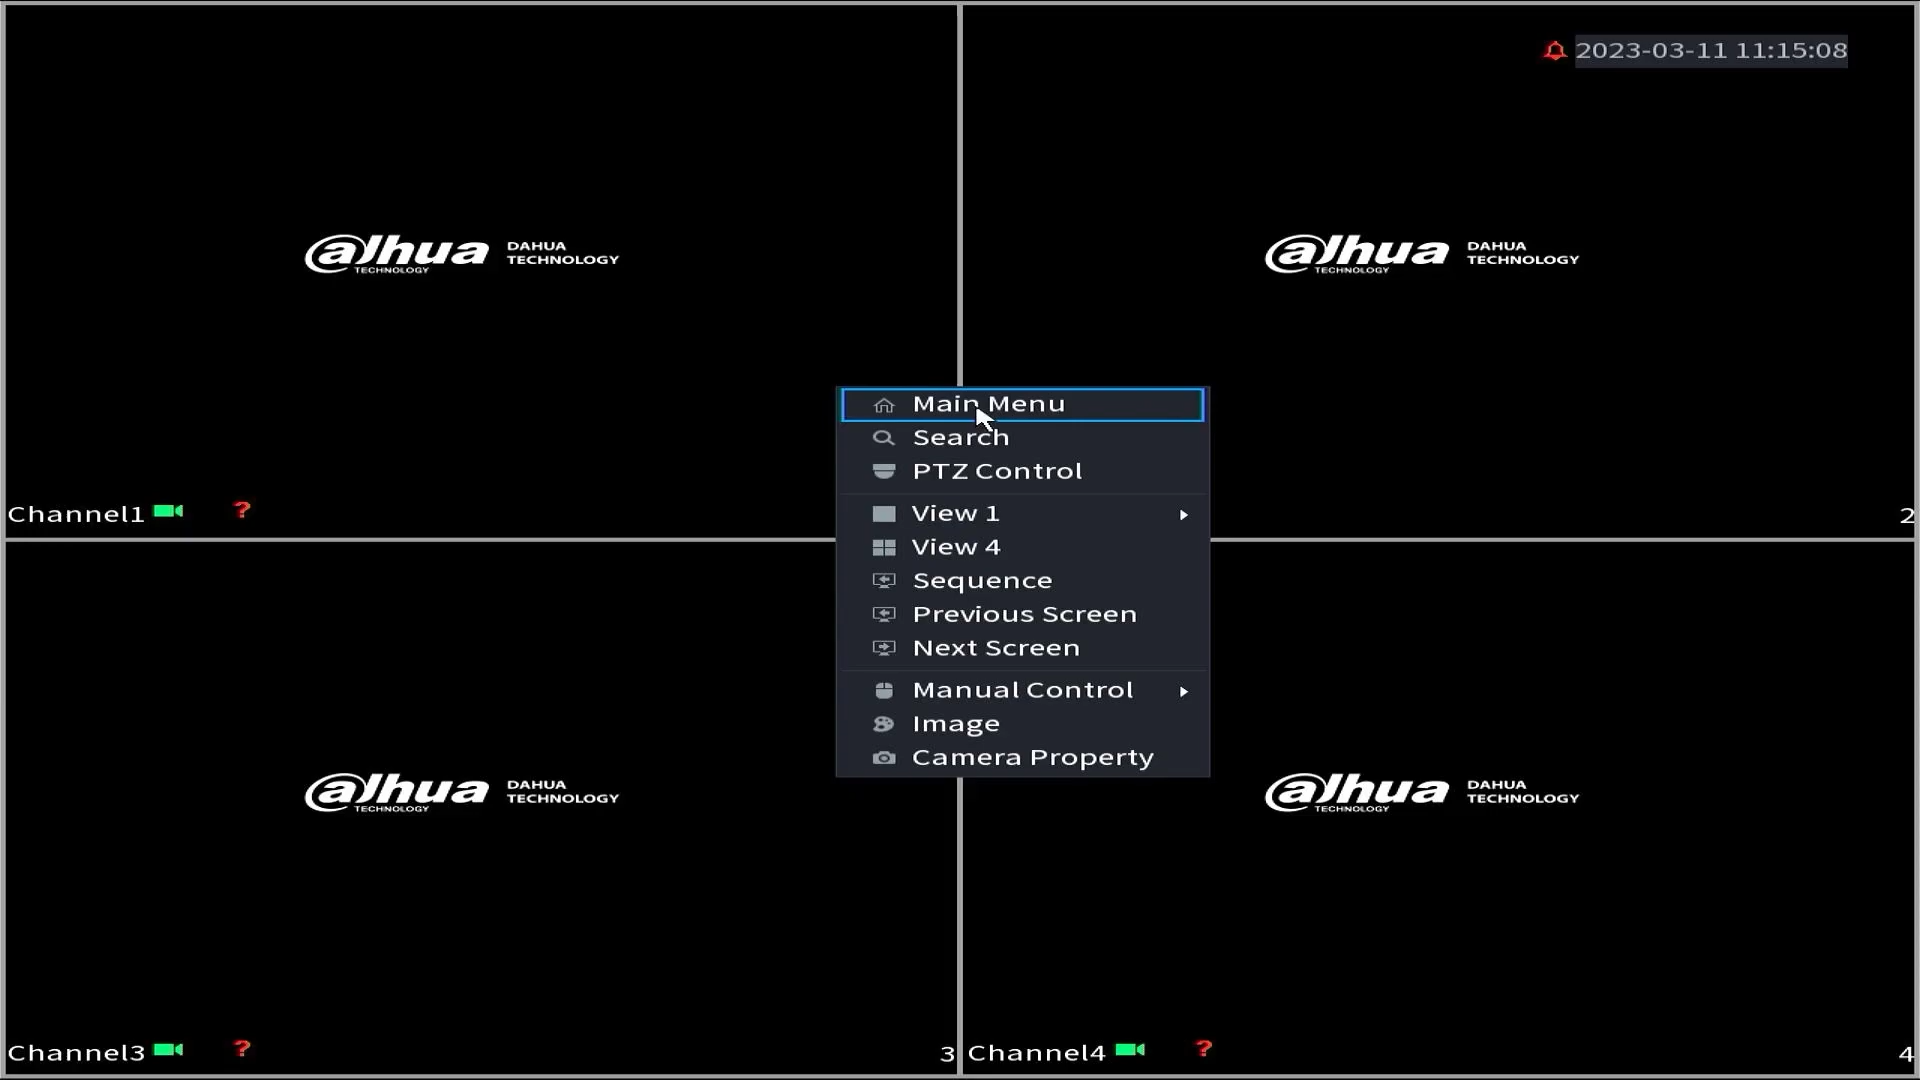 2023-03-11 11:15:08
alhua
TECHNOLOGY
DAHUA
TECHNOLOGY
alhua
TECHNOLOGY
DAHUA
TECHNOLOGY
Main Menu
Search
PTZ Control
View 1
View 4
Sequence
Previous Screen
Next Screen
Manual Control
Image
Camera Property
Channel1 ?
2
alhua
TECHNOLOGY
DAHUA
TECHNOLOGY
alhua
TECHNOLOGY
DAHUA
TECHNOLOGY
Channel3 ?
3
Channel4 ?
4